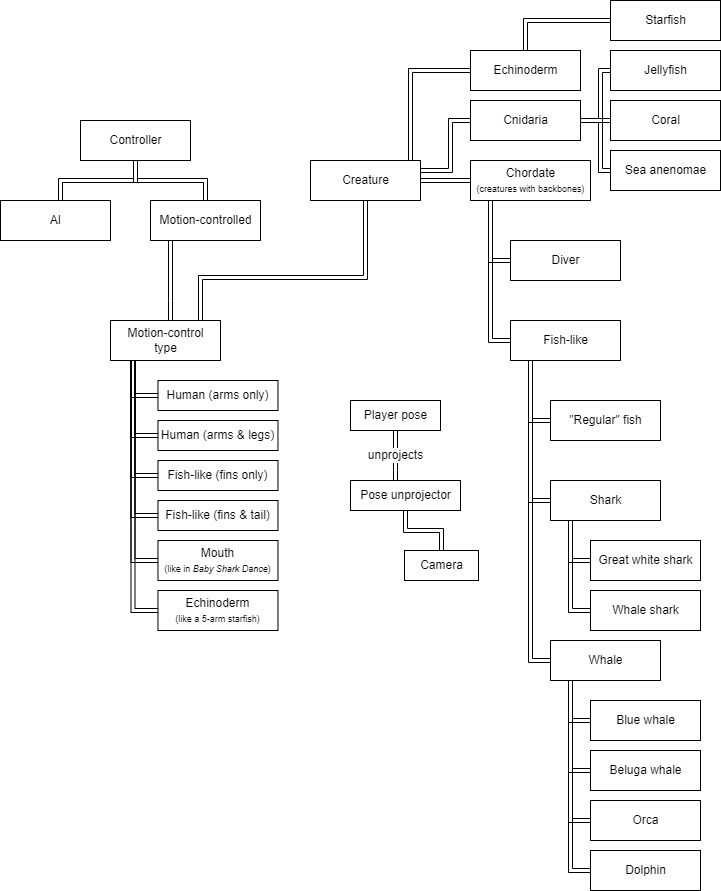 Starfish
Echinoderm
Jellyfish
Cnidaria
Coral
Controller
Creature
Chordate
(creatures with backbones)
Sea anenomae
AI
Motion-controlled
Diver
Motion-control
type
Fish-like
Human (arms only)
Human (arms & legs)
Fish-like (fins only)
Fish-like (fins & tail)
Mouth
(like in Baby Shark Dance)
Echinoderm
(like a 5-arm starfish)
Player pose
unprojects
Pose unprojector
Camera
"Regular" fish
Shark
Great white shark
Whale shark
Whale
Blue whale
Beluga whale
Orca
Dolphin